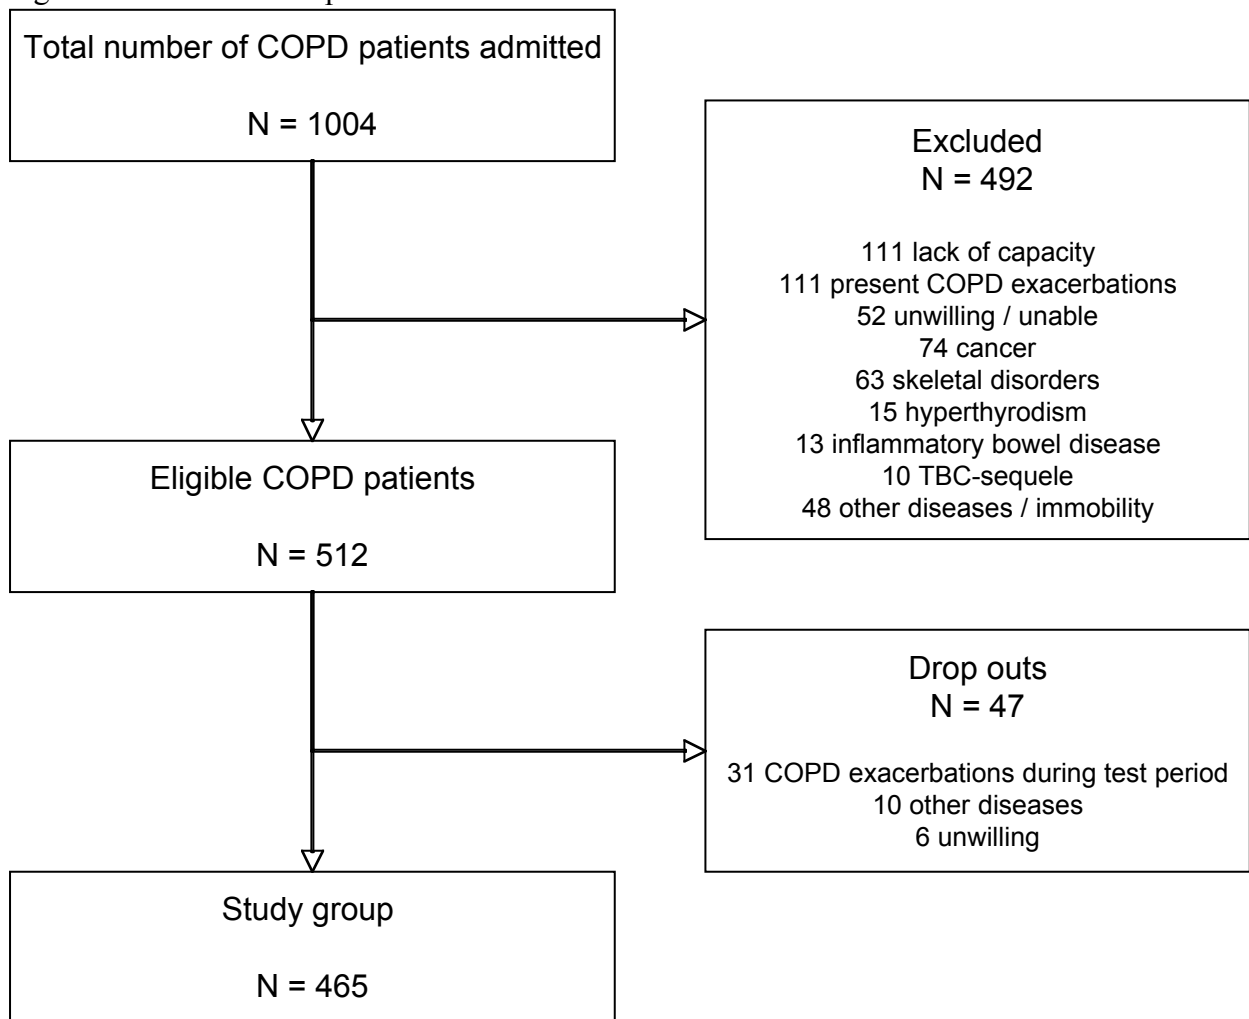 Total number of COPD patients admitted
N = 1004
Excluded
N = 492
111 lack of capacity
111 present COPD exacerbations
52 unwilling / unable
74 cancer
63 skeletal disorders
15 hyperthyrodism
13 inflammatory bowel disease
10 TBC-sequele
48 other diseases / immobility
Eligible COPD patients
N = 512
Drop outs
N = 47
31 COPD exacerbations during test period
10 other diseases
6 unwilling
Study group
N = 465